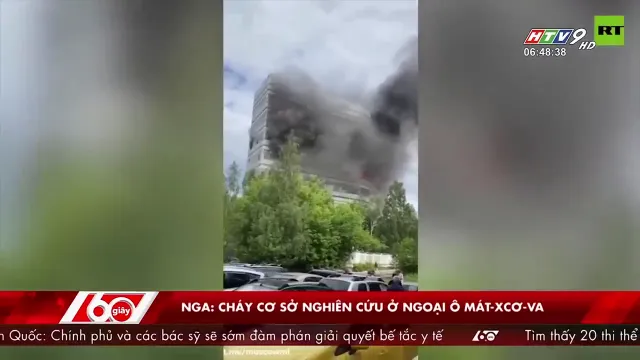 HTV9 HD
RT
06:48:38
60 giây
NGA: CHÁY CƠ SỞ NGHIÊN CỨU Ở NGOẠI Ô MÁT-XCƠ-VA
n Quốc: Chính phủ và các bác sỹ sẽ sớm đàm phán giải quyết bế tắc y tế 60 Tìm thấy 20 thi thể